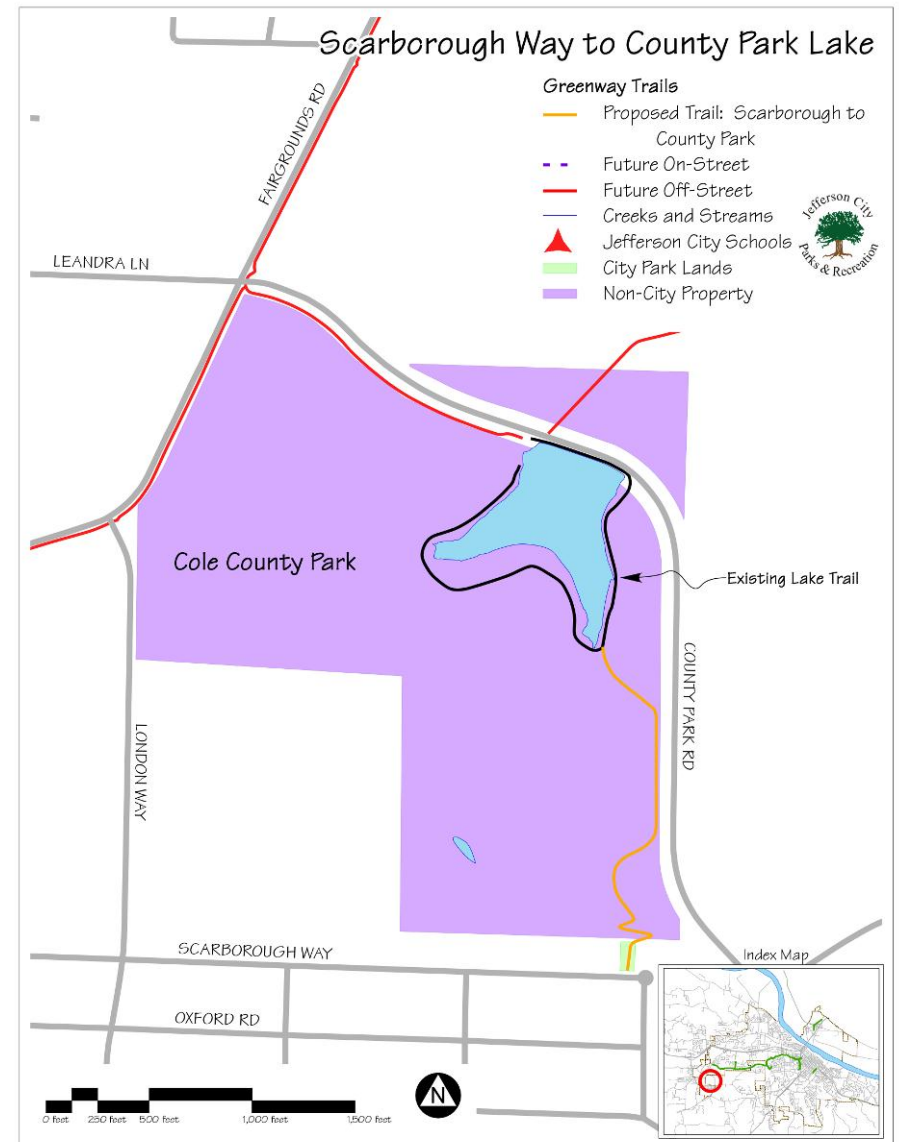 Scarborough Way to County Park Lake
Greenway Trails
Proposed Trail: Scarborough to
County Park
Future On-Street
Future Off-Street
Creeks and Streams
Jefferson City Schools
City Park Lands
Non-City Property
Jefferson City
Parks & Recreation
FAIRGROUNDS RD
LEANDRA LN
Cole County Park
Existing Lake Trail
COUNTY PARK RD
LONDON WAY
SCARBOROUGH WAY
OXFORD RD
Index Map
N
0 feet 250 feet 500 feet 1,000 feet 1,500 feet